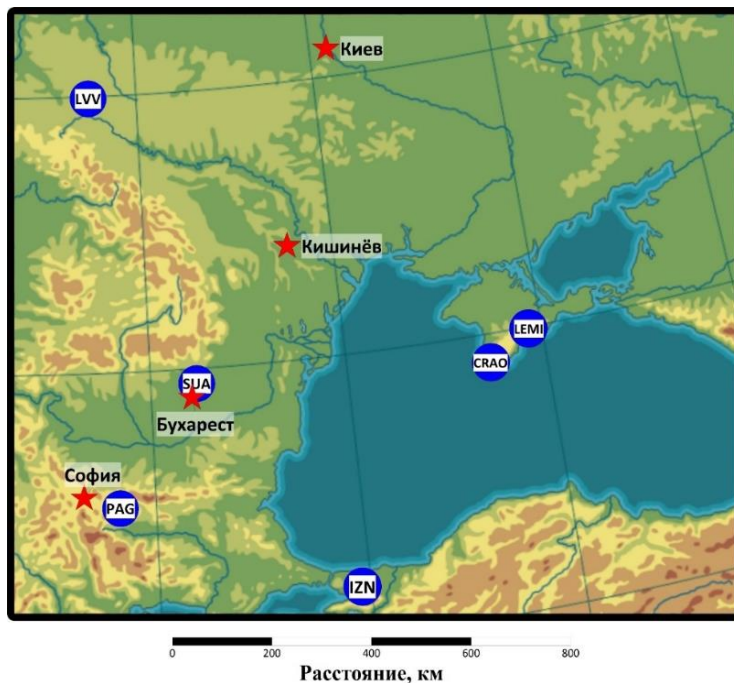 Киев
LVV
Кишинёв
LEMI
CRAO
SUA
Бухарест
София
PAG
IZN
0 200 400 600 800
Расстояние, км